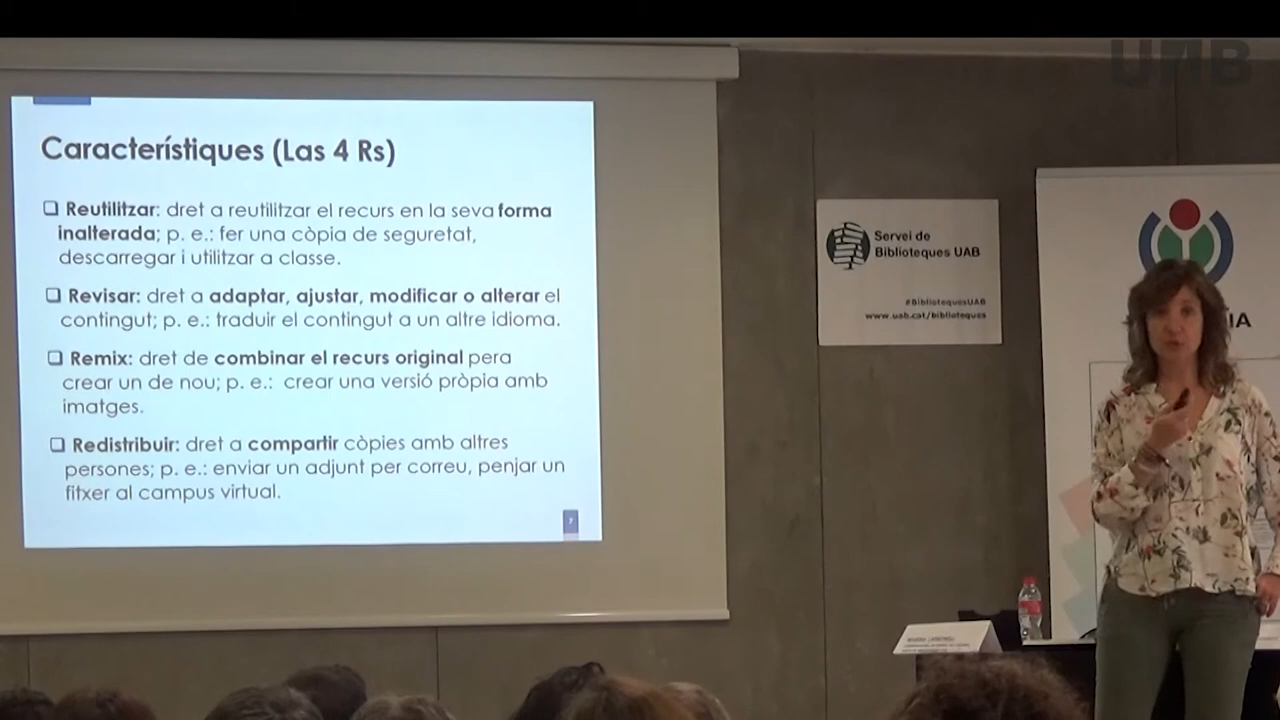 UAB
Característiques (Las 4 Rs)
❑ Reutilitzar: dret a reutilitzar el recurs en la seva forma
inalterada; p. e.: fer una còpia de seguretat,
descarregar i utilitzar a classe.
❑ Revisar: dret a adaptar, ajustar, modificar o alterar el
contingut; p. e.: traduir el contingut a un altre idioma.
❑ Remix: dret de combinar el recurs original pera
crear un de nou; p. e.: crear una versió pròpia amb
imatges.
❑ Redistribuir: dret a compartir còpies amb altres
persones; p. e.: enviar un adjunt per correu, penjar un
fitxer al campus virtual.
7
Servei de
Biblioteques UAB
#BibliotequesUAB
www.uab.cat/biblioteques
IA